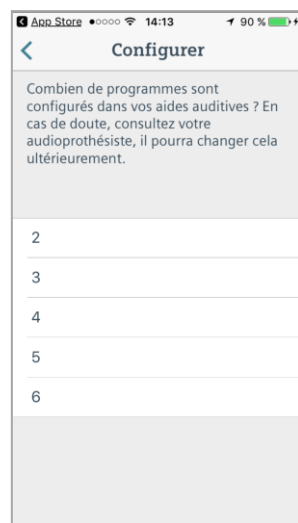 App Store 14:13 90 %
Configurer
Combien de programmes sont
configurés dans vos aides auditives ? En
cas de doute, consultez votre
audioprothésiste, il pourra changer cela
ultérieurement.
2
3
4
5
6